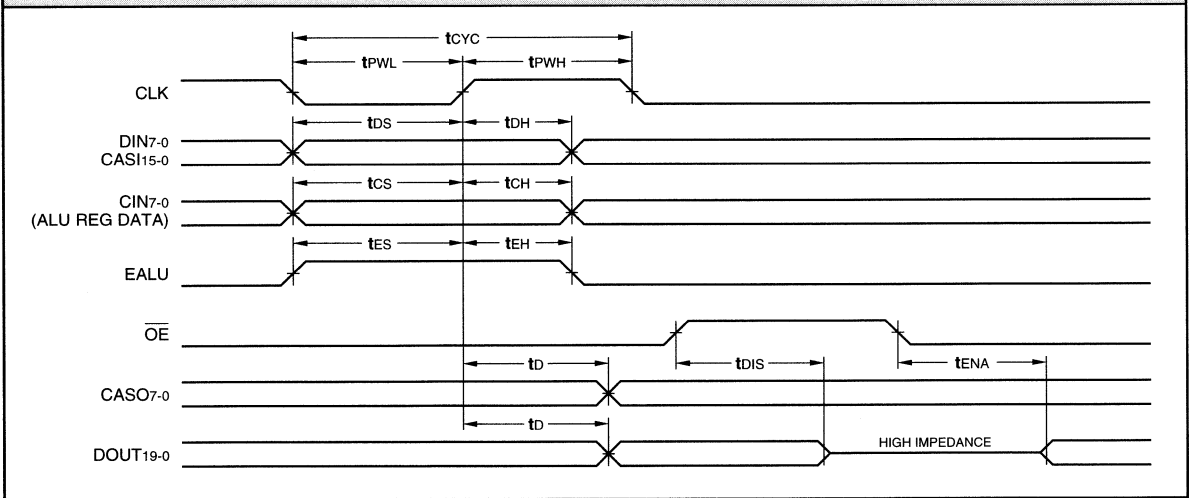 tCYC
tPWL tPWH
CLK
tDS tDH
DIN7-0
CASI15-0
tCS tCH
CIN7-0
(ALU REG DATA)
tES tEH
EALU
OE
tD tDIS tENA
CASO7-0
tD
DOUT19-0 HIGH IMPEDANCE